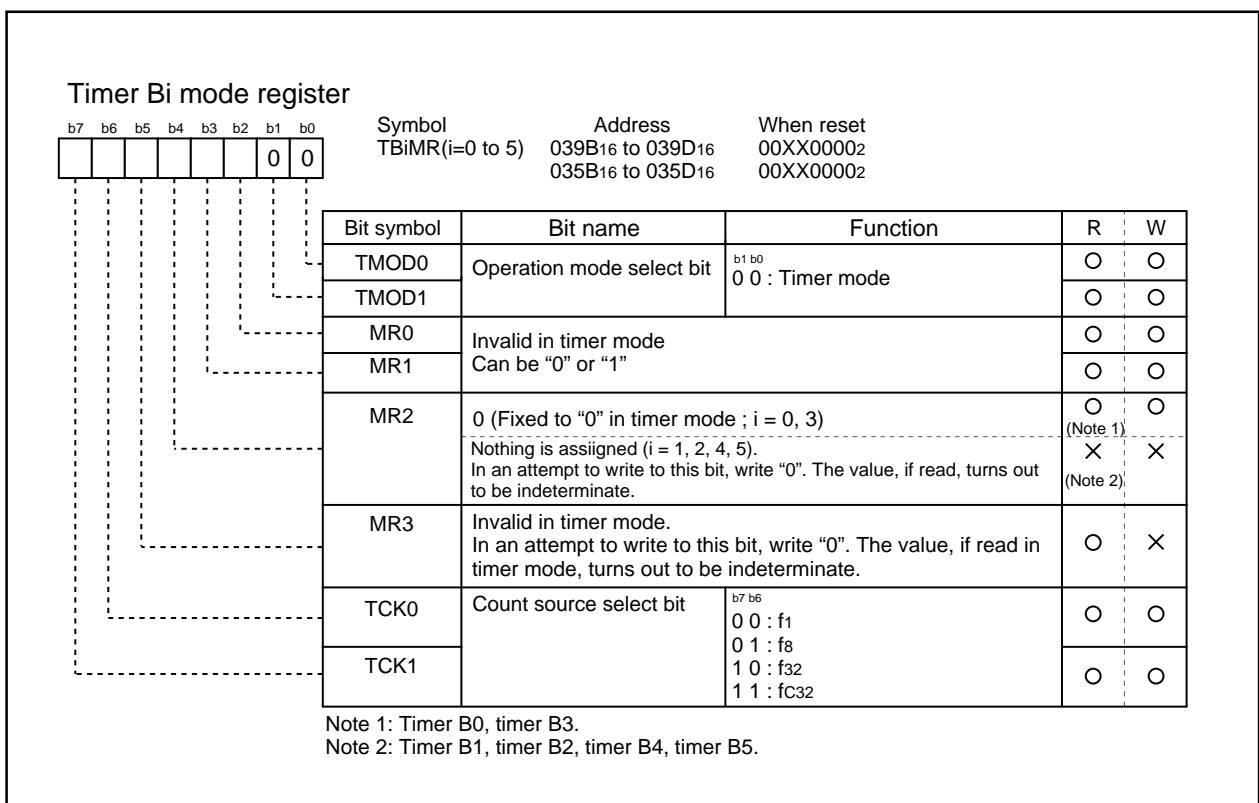 Timer Bi mode register
b7 b6 b5 b4 b3 b2 b1 b0
0 0
Symbol Address When reset
TBiMR(i=0 to 5) 039B16 to 039D16 00XX00002
035B16 to 035D16 00XX00002
Bit symbol Bit name Function R W
TMOD0 Operation mode select bit b1 b0
0 0 : Timer mode
TMOD1
MR0 Invalid in timer mode
MR1 Can be “0” or “1”
MR2 0 (Fixed to “0” in timer mode ; i = 0, 3)
(Note 1)
Nothing is assiigned (i = 1, 2, 4, 5).
In an attempt to write to this bit, write “0”. The value, if read, turns out
to be indeterminate.
(Note 2)
MR3 Invalid in timer mode.
In an attempt to write to this bit, write “0”. The value, if read in
timer mode, turns out to be indeterminate.
TCK0 Count source select bit b7 b6
0 0 : f1
0 1 : f8
TCK1 1 0 : f32
1 1 : fC32
Note 1: Timer B0, timer B3.
Note 2: Timer B1, timer B2, timer B4, timer B5.